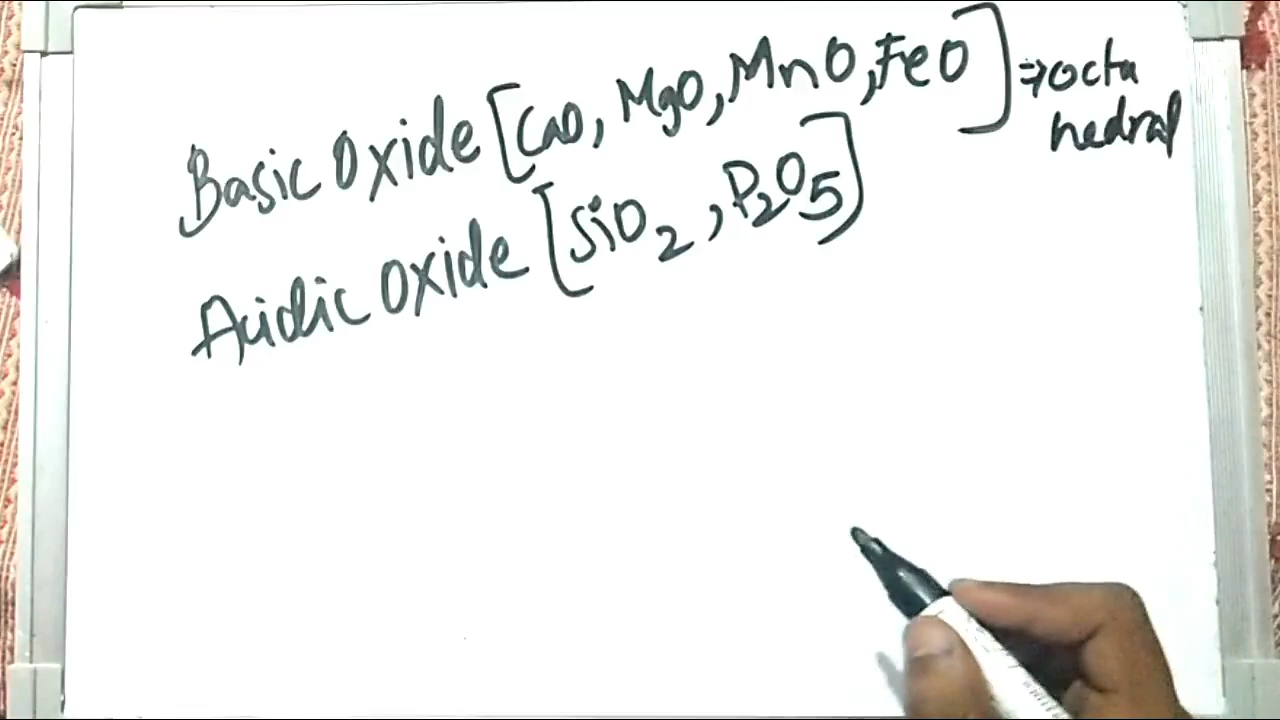 Basic Oxide [CaO, MgO, MnO, FeO] ⇒ octa
hedral
Acidic Oxide [SiO2, P2O5]